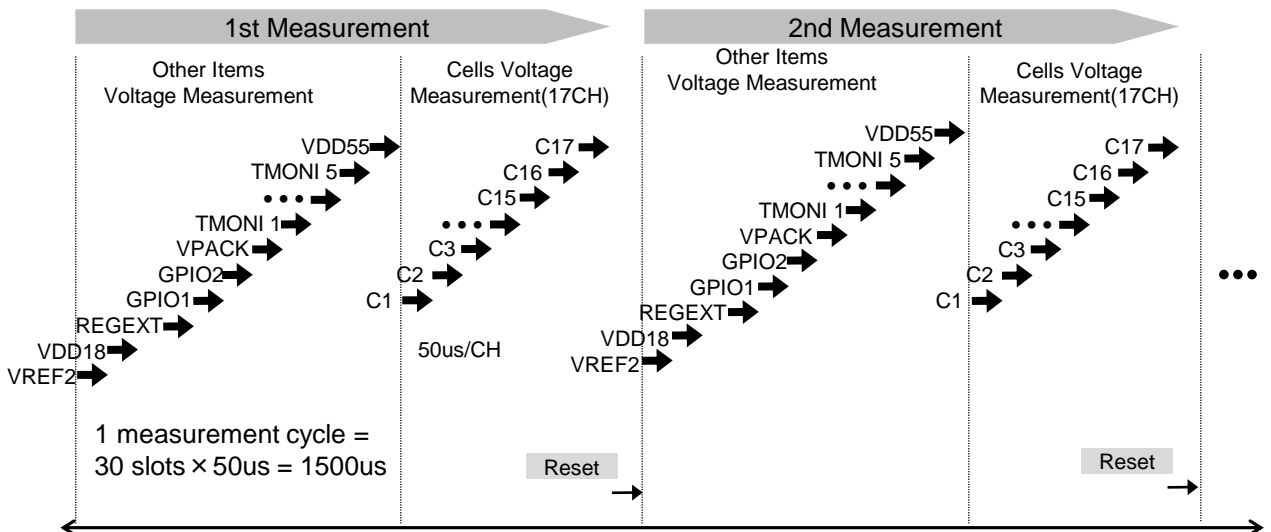 1st Measurement
2nd Measurement
Other Items
Voltage Measurement
Cells Voltage
Measurement(17CH)
Other Items
Voltage Measurement
Cells Voltage
Measurement(17CH)
VDD55
TMONI 5
•••
TMONI 1
VPACK
GPIO2
GPIO1
REGEXT
VDD18
VREF2
C17
C16
C15
•••
C3
C2
C1
50us/CH
VDD55
TMONI 5
•••
TMONI 1
VPACK
GPIO2
GPIO1
REGEXT
VDD18
VREF2
C17
C16
C15
•••
C3
C2
C1
•••
1 measurement cycle =
30 slots × 50us = 1500us
Reset
Reset